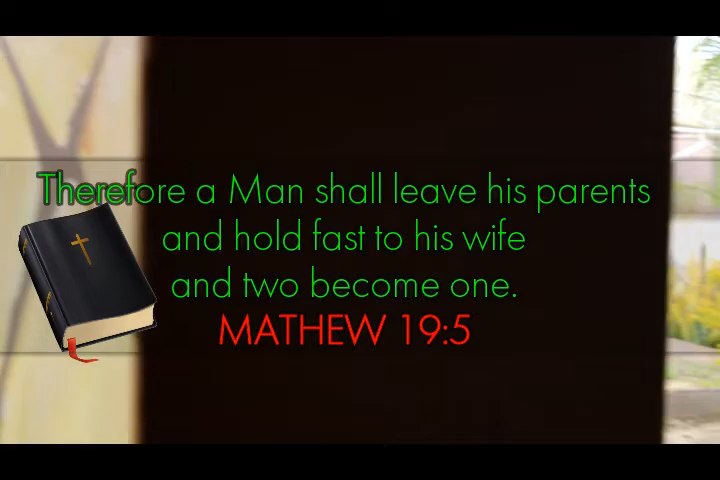 Therefore a Man shall leave his parents
and hold fast to his wife
and two become one.
MATHEW 19:5